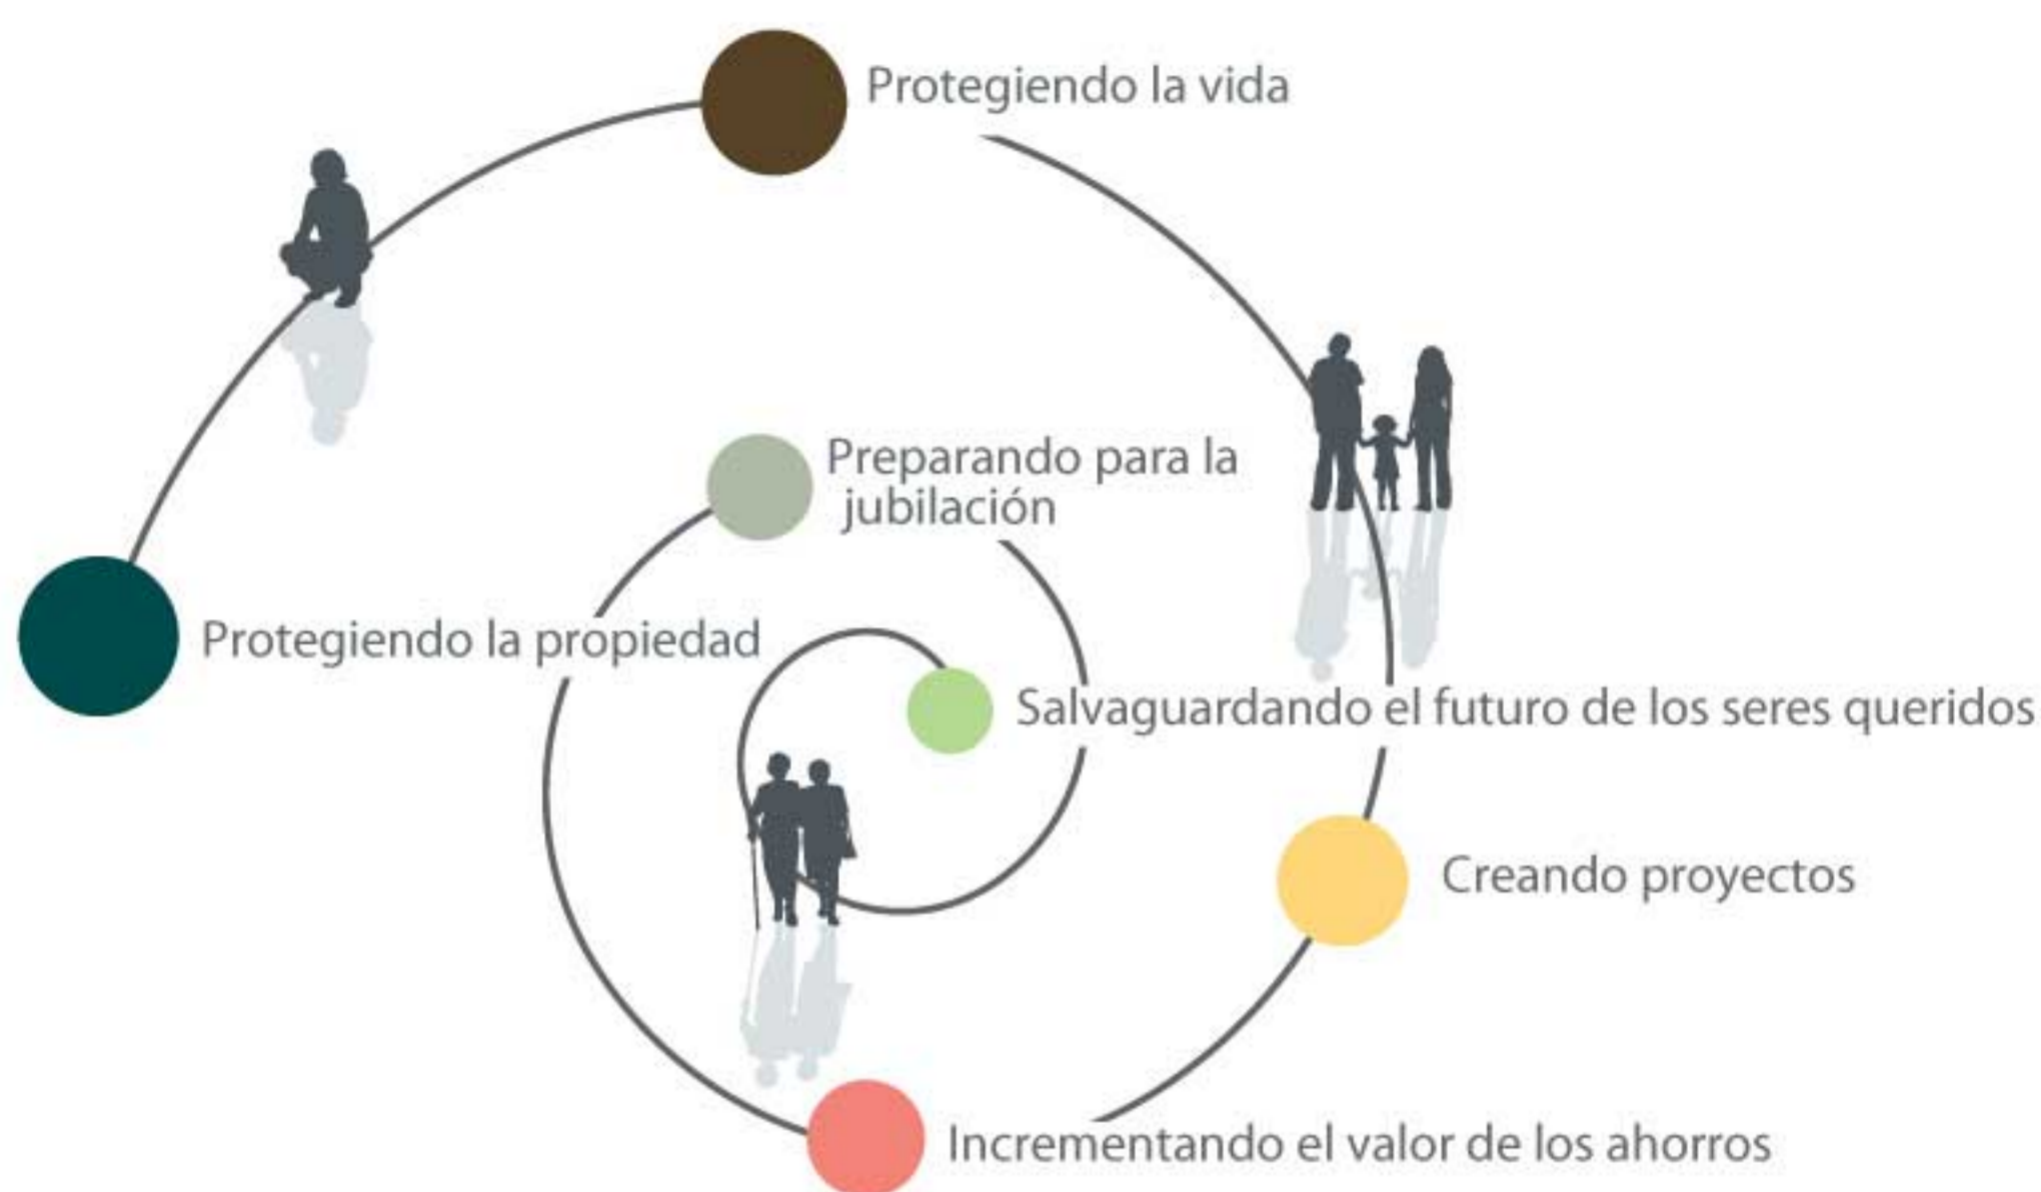 Protegiendo la vida
Preparando para la
jubilación
Protegiendo la propiedad
Salvaguardando el futuro de los seres queridos
Creando proyectos
Incrementando el valor de los ahorros